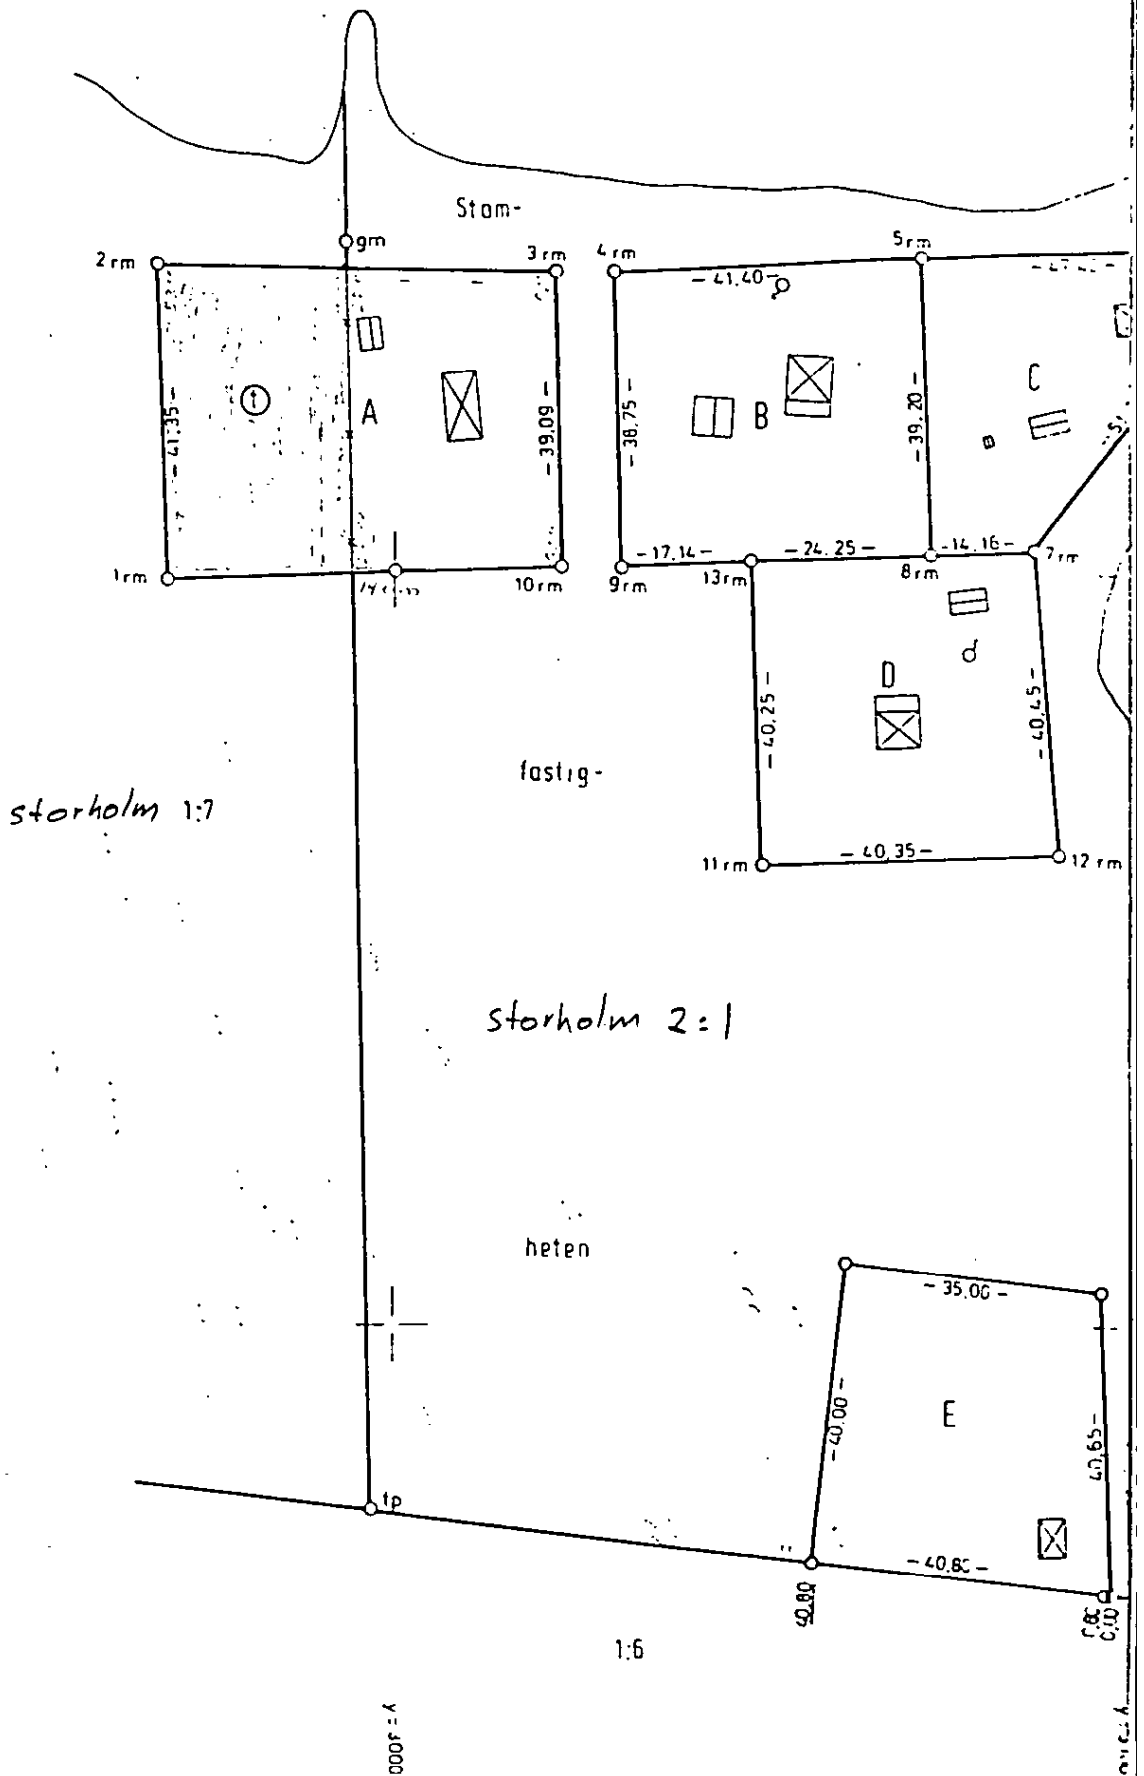 Stam-
gm
2 rm
3 rm
4 rm
5 rm
- 41.40 -
- 41.35 -
A
- 39.09 -
- 38.75 -
B
- 39.20 -
C
1 rm
10 rm
9 rm
- 17.14 -
13 rm
- 24.25 -
8 rm
- 14.16 -
7 rm
- 40.25 -
D
- 40.45 -
fastig-
storholm 1:7
11 rm
- 40.35 -
12 rm
storholm 2:1
heten
- 35.00 -
- 40.00 -
E
- 40.65 -
tp
- 40.80 -
40.80
0.00
1:6